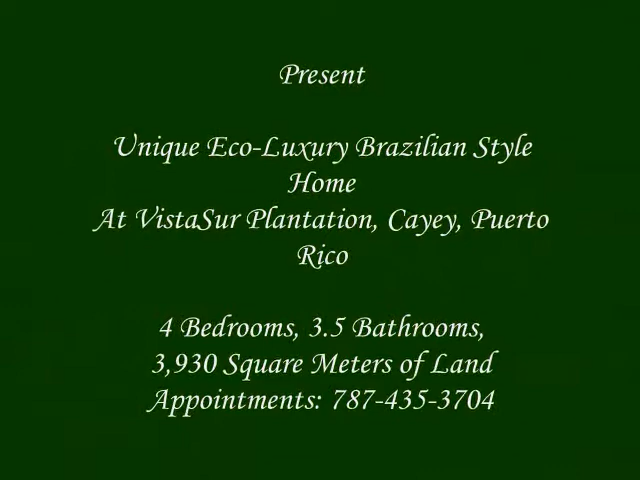 Present
Unique Eco-Luxury Brazilian Style
Home
At VistaSur Plantation, Cayey, Puerto
Rico
4 Bedrooms, 3.5 Bathrooms,
3,930 Square Meters of Land
Appointments: 787-435-3704